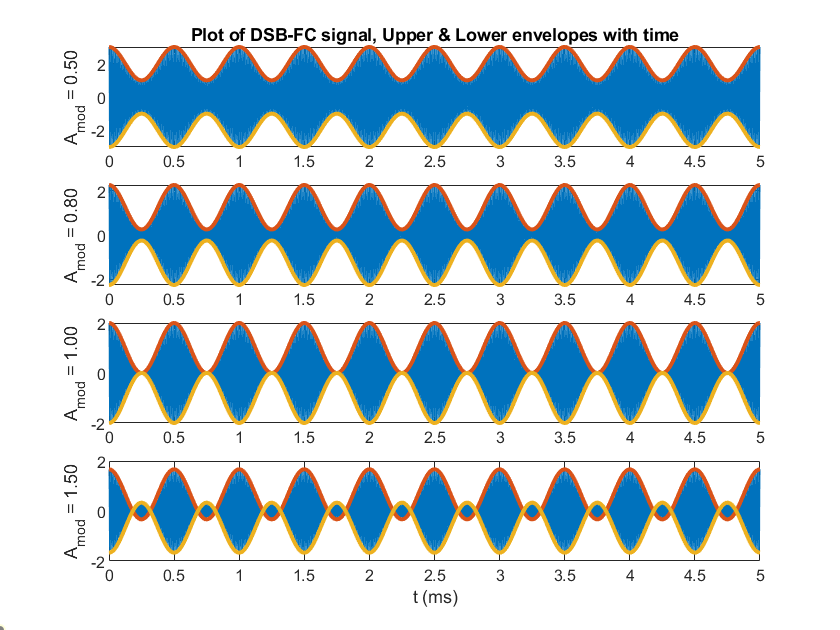 Plot of DSB-FC signal, Upper & Lower envelopes with time
A_mod = 0.50
2
0
-2
0 0.5 1 1.5 2 2.5 3 3.5 4 4.5 5
A_mod = 0.80
2
0
-2
0 0.5 1 1.5 2 2.5 3 3.5 4 4.5 5
A_mod = 1.00
2
0
-2
0 0.5 1 1.5 2 2.5 3 3.5 4 4.5 5
A_mod = 1.50
2
0
-2
0 0.5 1 1.5 2 2.5 3 3.5 4 4.5 5
t (ms)